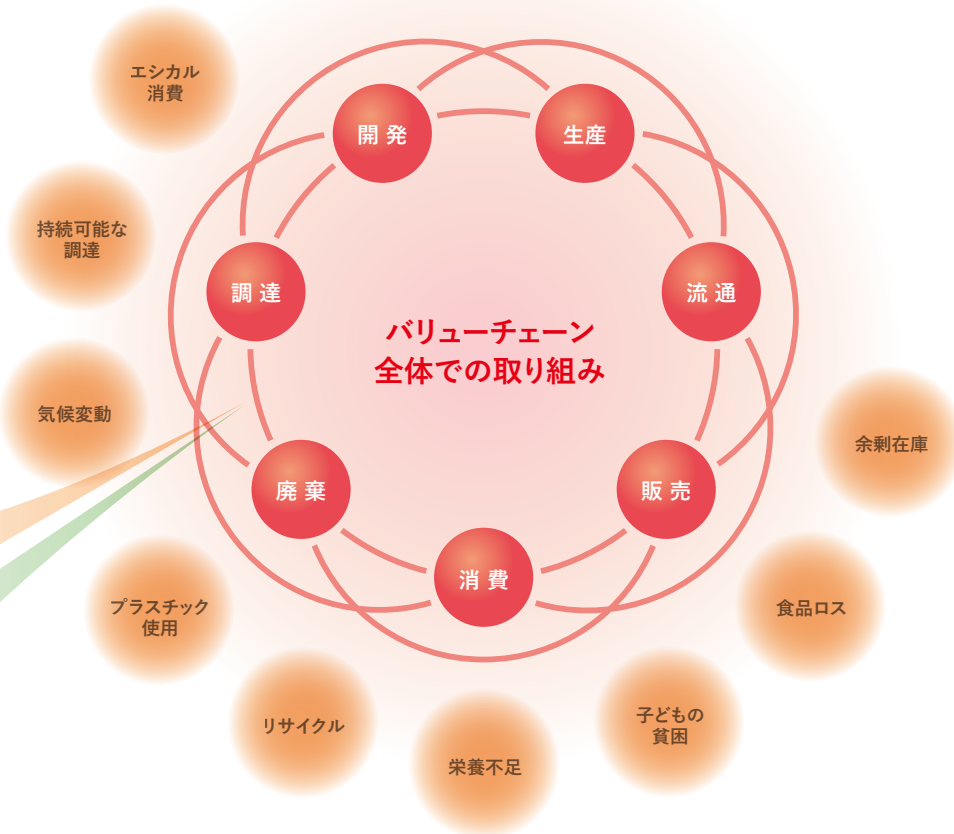 エシカル
消費
開発
生産
持続可能な
調達
調達
流通
バリューチェーン
全体での取り組み
気候変動
余剰在庫
廃棄
販売
消費
プラスチック
使用
食品ロス
リサイクル
子どもの
貧困
栄養不足